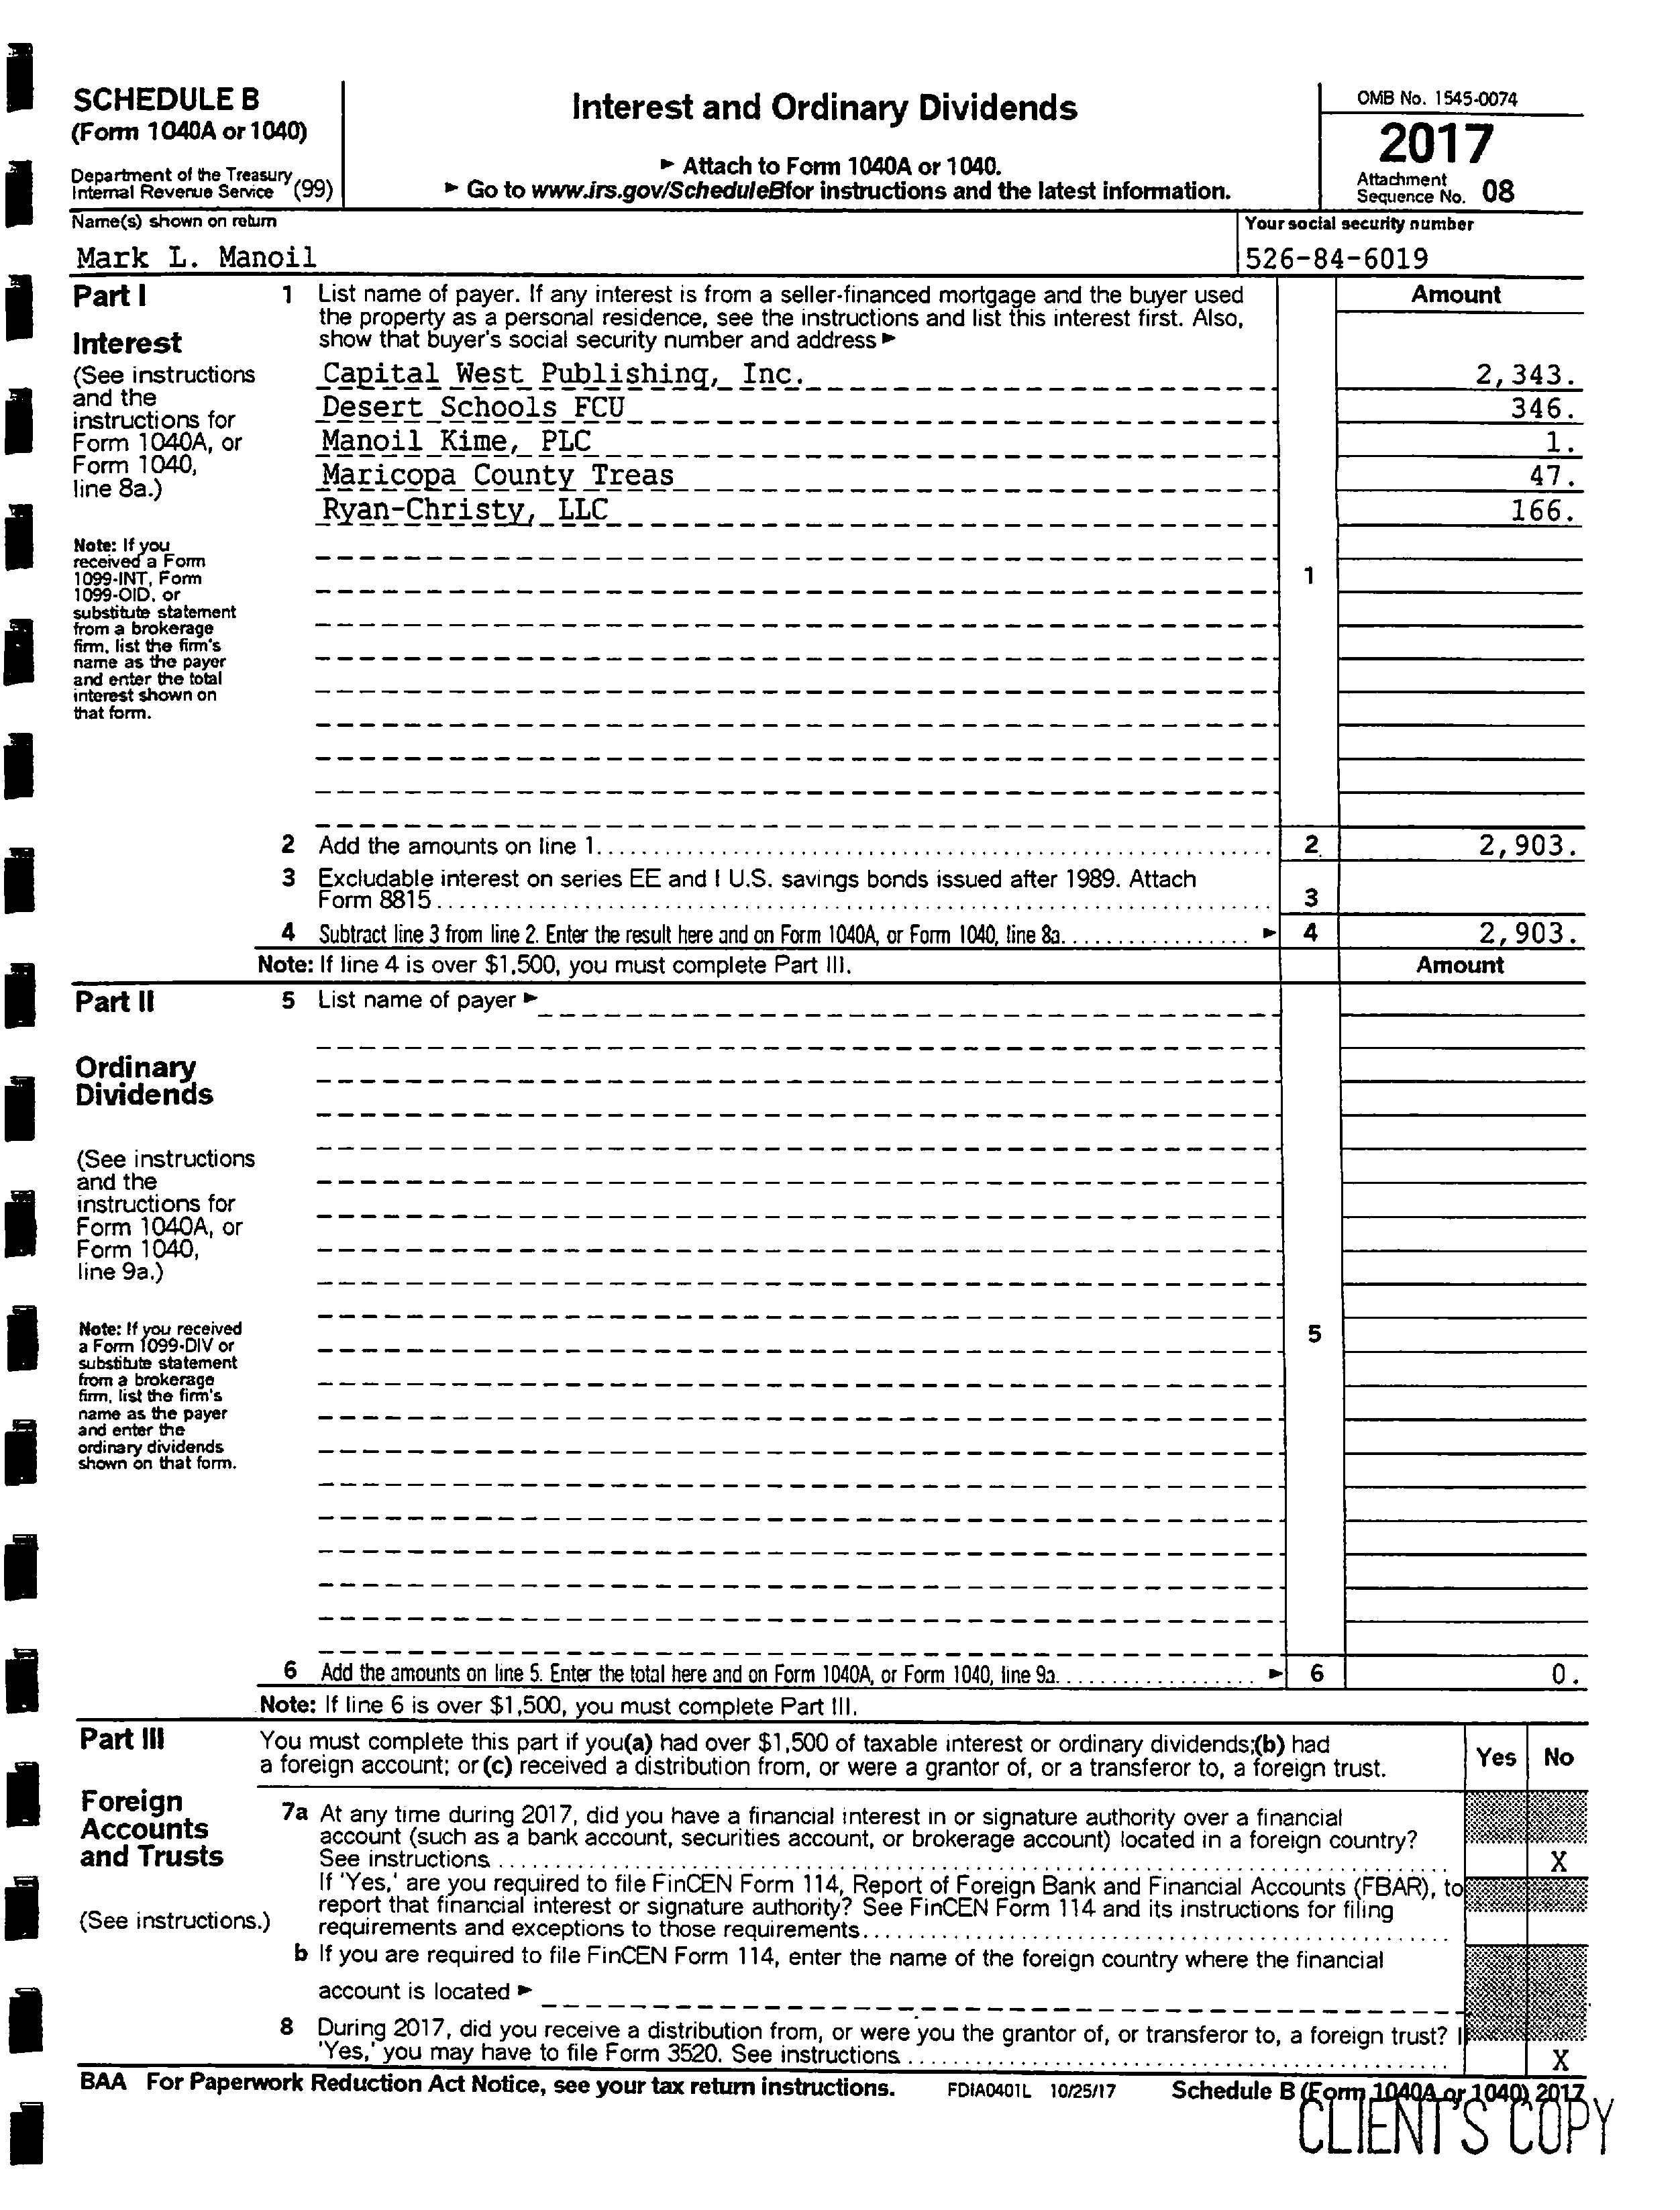 SCHEDULE B
(Form 1040A or 1040)
Department of the Treasury
Internal Revenue Service (99)
Interest and Ordinary Dividends
► Attach to Form 1040A or 1040.
► Go to www.irs.gov/ScheduleBfor instructions and the latest information.
OMB No. 1545-0074
2017
Attachment
Sequence No. 08
Name(s) shown on return
Your social security number
Mark L. Manoil
526-84-6019
Part I
Interest
(See instructions
and the
instructions for
Form 1040A, or
Form 1040,
line 8a.)
Note: If you
received a Form
1099-INT, Form
1099-OID, or
substitute statement
from a brokerage
firm, list the firm's
name as the payer
and enter the total
interest shown on
that form.
1 List name of payer. If any interest is from a seller-financed mortgage and the buyer used
the property as a personal residence, see the instructions and list this interest first. Also,
show that buyer's social security number and address ►
Amount
Capital West Publishing, Inc. 2,343.
Desert Schools FCU 346.
Manoil Kime, PLC 1.
Maricopa County Treas 47.
Ryan-Christy, LLC 166.
1
2 Add the amounts on line 1. 2 2,903.
3 Excludable interest on series EE and I U.S. savings bonds issued after 1989. Attach
Form 8815 3
4 Subtract line 3 from line 2. Enter the result here and on Form 1040A, or Form 1040, line 8a. ► 4 2,903.
Note: If line 4 is over $1,500, you must complete Part III.
Amount
Part II
Ordinary
Dividends
(See instructions
and the
instructions for
Form 1040A, or
Form 1040,
line 9a.)
Note: If you received
a Form 1099-DIV or
substitute statement
from a brokerage
firm, list the firm's
name as the payer
and enter the
ordinary dividends
shown on that form.
5 List name of payer ►
5
6 Add the amounts on line 5. Enter the total here and on Form 1040A, or Form 1040, line 9a. ► 6 0.
Note: If line 6 is over $1,500, you must complete Part III.
Part III
Foreign
Accounts
and Trusts
(See instructions.)
You must complete this part if you(a) had over $1,500 of taxable interest or ordinary dividends;(b) had
a foreign account; or (c) received a distribution from, or were a grantor of, or a transferor to, a foreign trust.
Yes No
7a At any time during 2017, did you have a financial interest in or signature authority over a financial
account (such as a bank account, securities account, or brokerage account) located in a foreign country?
See instructions X
If 'Yes,' are you required to file FinCEN Form 114, Report of Foreign Bank and Financial Accounts (FBAR), to
report that financial interest or signature authority? See FinCEN Form 114 and its instructions for filing
requirements and exceptions to those requirements.
b If you are required to file FinCEN Form 114, enter the name of the foreign country where the financial
account is located ►
8 During 2017, did you receive a distribution from, or were you the grantor of, or transferor to, a foreign trust? I
'Yes,' you may have to file Form 3520. See instructions X
BAA For Paperwork Reduction Act Notice, see your tax return instructions. FDIA0401L 10/25/17 Schedule B (Form 1040A or 1040) 2017
CLIENT'S COPY